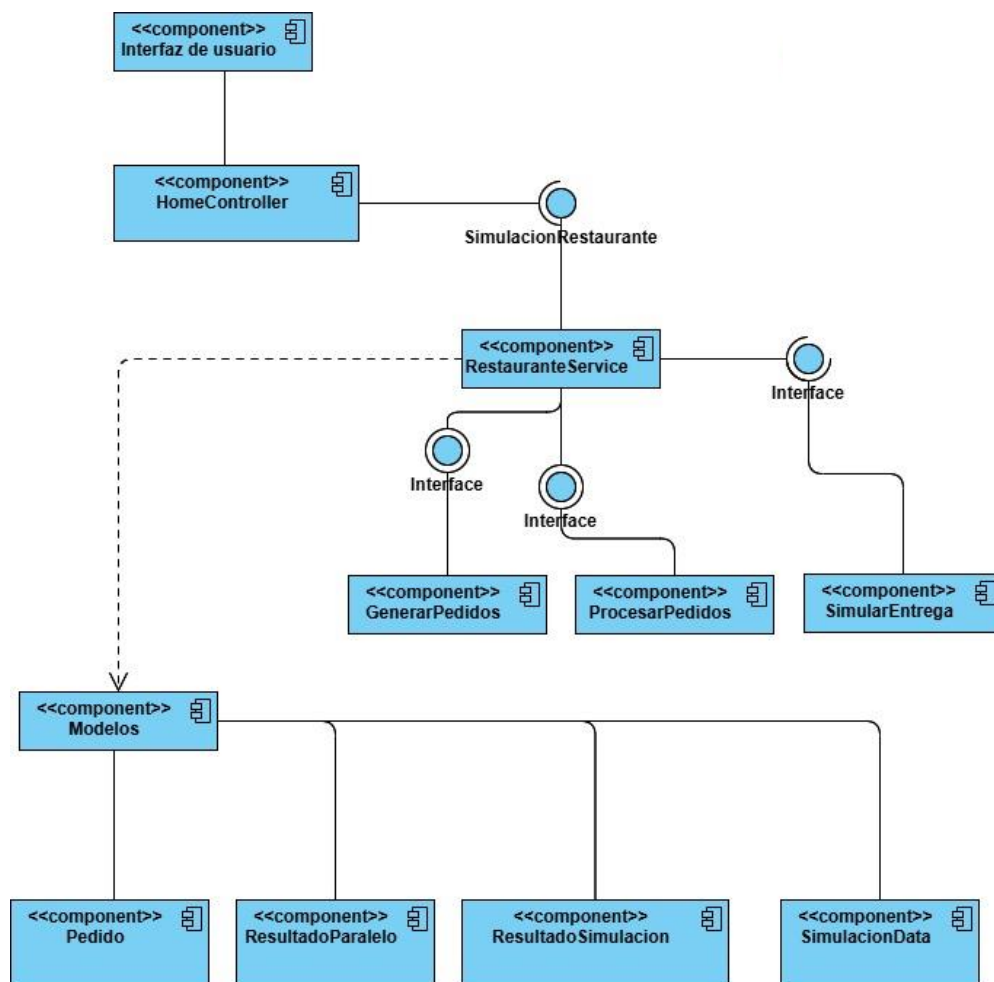 <<component>>
Interfaz de usuario
<<component>>
HomeController
SimulacionRestaurante
<<component>>
RestauranteService
Interface
Interface
Interface
<<component>>
GenerarPedidos
<<component>>
ProcesarPedidos
<<component>>
SimularEntrega
<<component>>
Modelos
<<component>>
Pedido
<<component>>
ResultadoParalelo
<<component>>
ResultadoSimulacion
<<component>>
SimulacionData